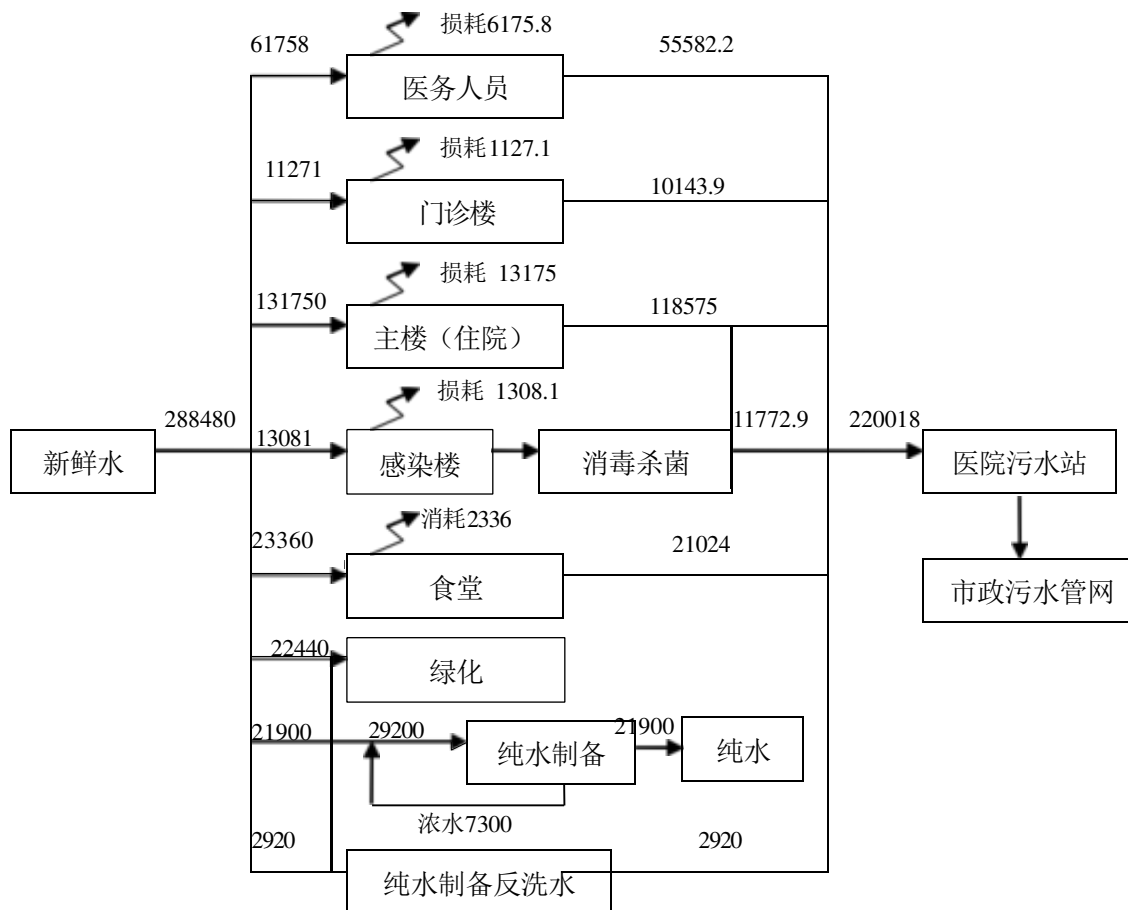 损耗6175.8
61758
55582.2
医务人员
损耗1127.1
11271
10143.9
门诊楼
损耗 13175
131750
118575
主楼（住院）
损耗 1308.1
288480
13081
11772.9
220018
新鲜水
感染楼
消毒杀菌
医院污水站
消耗2336
23360
21024
食堂
市政污水管网
22440
绿化
21900
29200
21900
纯水制备
纯水
浓水7300
2920
2920
纯水制备反洗水